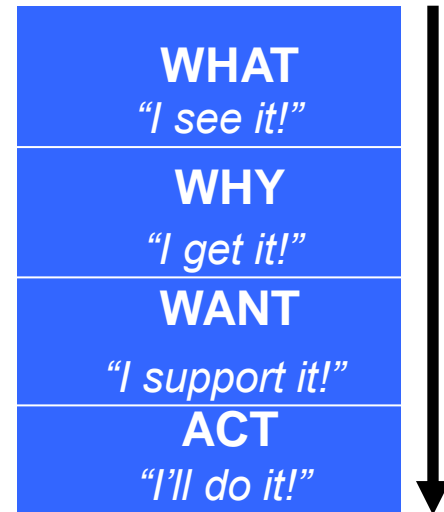 WHAT
“I see it!”
WHY
“I get it!”
WANT
“I support it!”
ACT
“I’ll do it!”